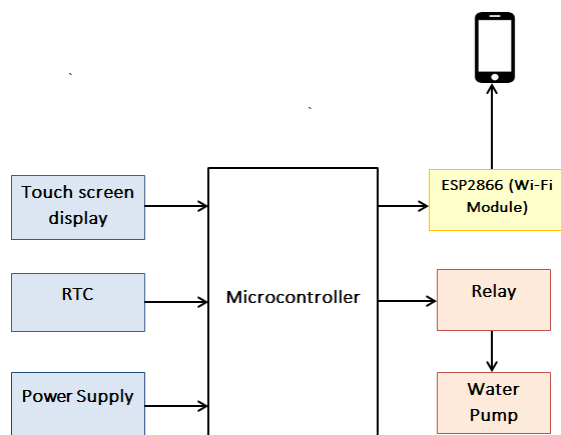 Touch screen
display
RTC
Power Supply
Microcontroller
ESP2866 (Wi-Fi
Module)
Relay
Water
Pump